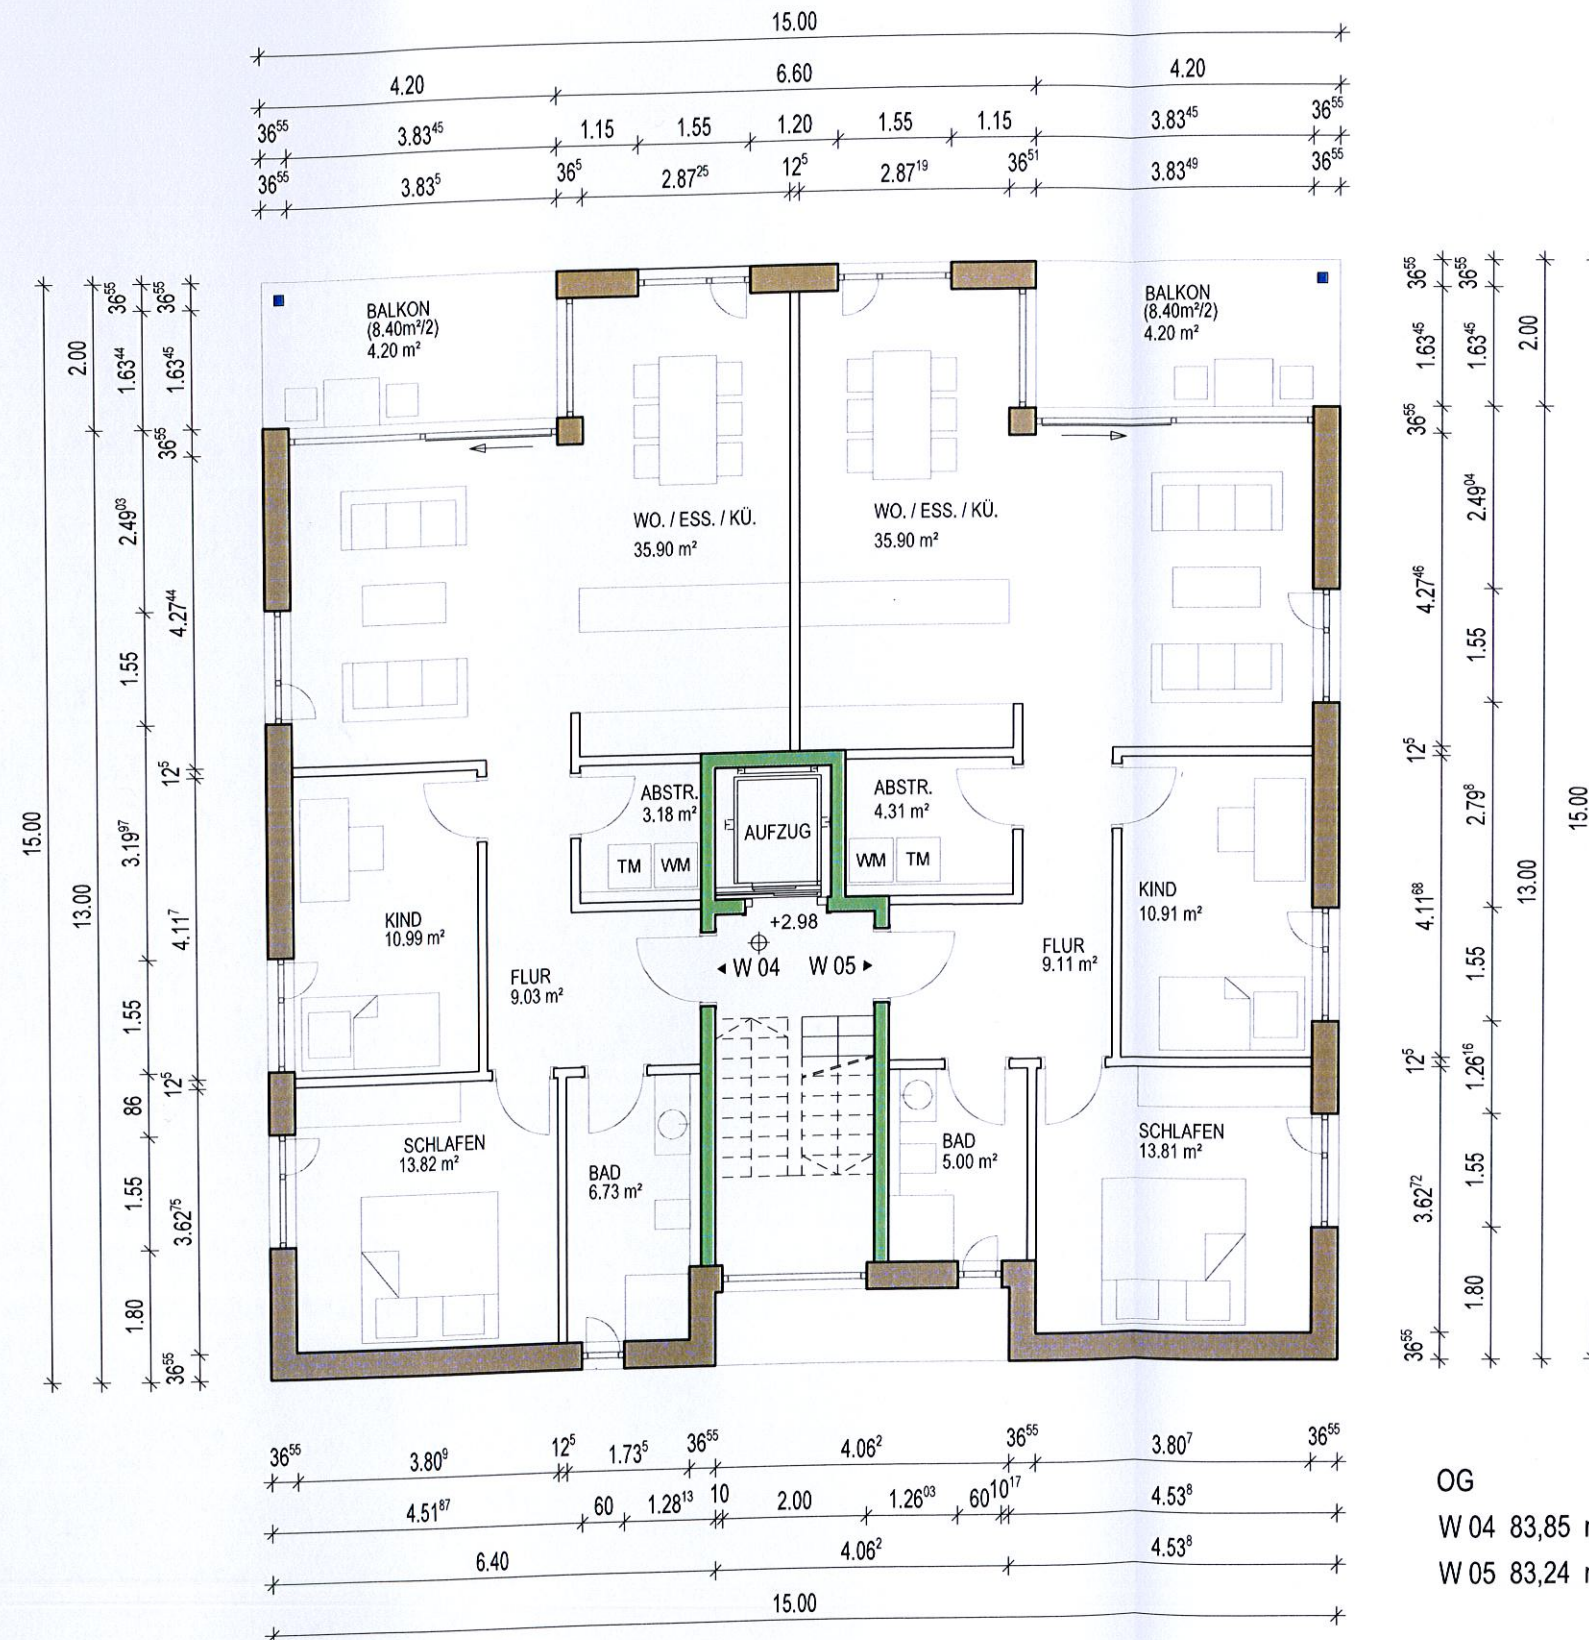 15.00
4.20 6.60 4.20
36⁵⁵ 3.83⁴⁵ 1.15 1.55 1.20 1.55 1.15 3.83⁴⁵ 36⁵⁵
36⁵⁵ 3.83⁵ 36⁵ 2.87²⁵ 12⁵ 2.87¹⁹ 36⁵¹ 3.83⁴⁹ 36⁵⁵
15.00
2.00
13.00
36⁵⁵
1.63⁴⁴
2.49⁰³
1.55
3.19⁹⁷
1.55
86
1.55
1.80
36⁵⁵
1.63⁴⁵
36⁵⁵
4.27⁴⁴
12⁵
4.11⁷
12⁵
3.62⁷⁵
36⁵⁵
BALKON
(8.40m²/2)
4.20 m²
BALKON
(8.40m²/2)
4.20 m²
WO. / ESS. / KÜ.
35.90 m²
WO. / ESS. / KÜ.
35.90 m²
ABSTR.
3.18 m²
TM WM
AUFZUG
ABSTR.
4.31 m²
WM TM
KIND
10.99 m²
KIND
10.91 m²
+2.98
W 04 W 05
FLUR
9.03 m²
FLUR
9.11 m²
SCHLAFEN
13.82 m²
BAD
6.73 m²
BAD
5.00 m²
SCHLAFEN
13.81 m²
36⁵⁵
1.63⁴⁵
36⁵⁵
4.27⁴⁶
12⁵
4.11⁶⁸
12⁵
3.62⁷²
36⁵⁵
36⁵⁵
1.63⁴⁵
2.49⁰⁴
1.55
2.79⁸
1.55
1.26¹⁶
1.55
1.80
2.00
13.00
15.00
36⁵⁵ 3.80⁹ 12⁵ 1.73⁵ 36⁵⁵ 4.06² 36⁵⁵ 3.80⁷ 36⁵⁵
4.51⁸⁷ 60 1.28¹³ 10 2.00 1.26⁰³ 60 10¹⁷ 4.53⁸
6.40 4.06² 4.53⁸
15.00
OG
W 04 83,85
W 05 83,24